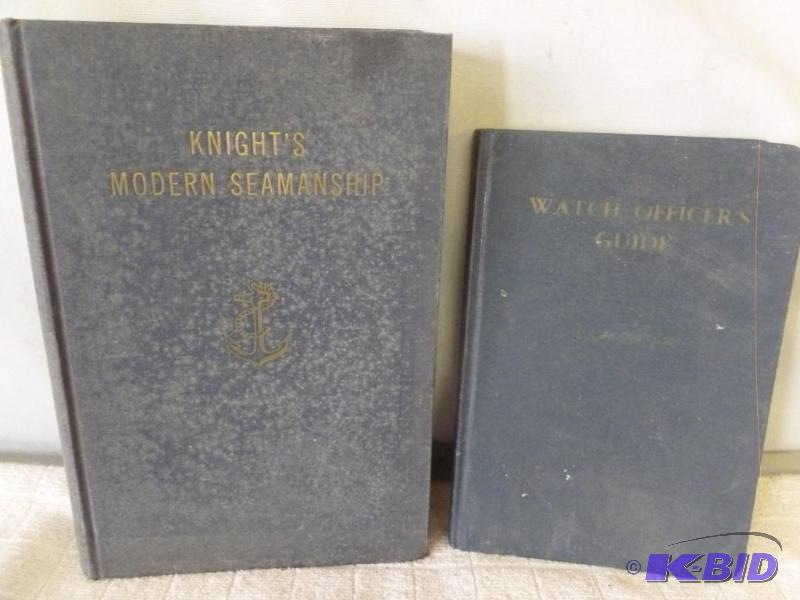 KNIGHT'S
MODERN SEAMANSHIP
WATCH OFFICER'S
GUIDE
© K-BID